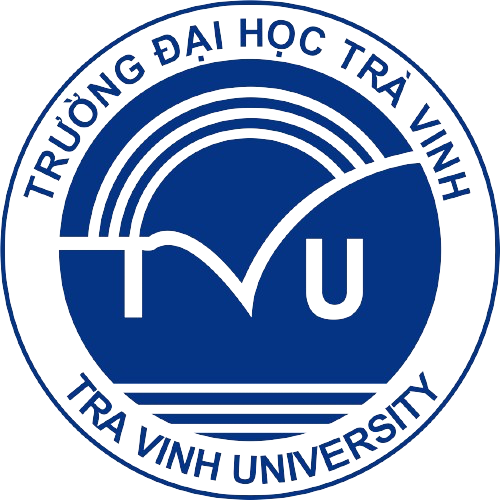 TRƯỜNG ĐẠI HỌC TRÀ VINH
TVU
TRA VINH UNIVERSITY